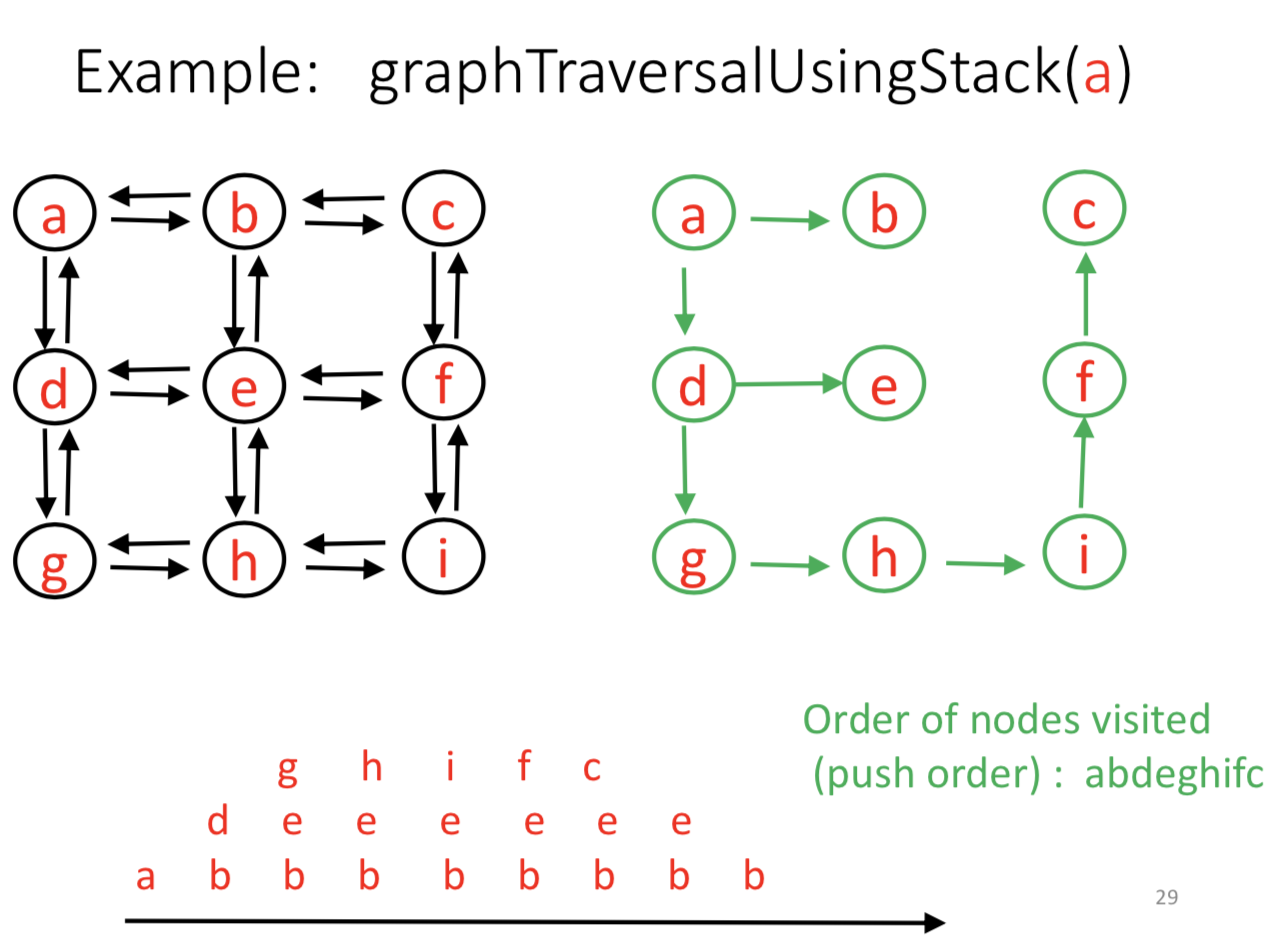 Example: graphTraversalUsingStack(a)
a b c a b c
d e f d e f
g h i g h i
Order of nodes visited
(push order) : abdeghifc
g h i f c
d e e e e e e
a b b b b b b b b
29